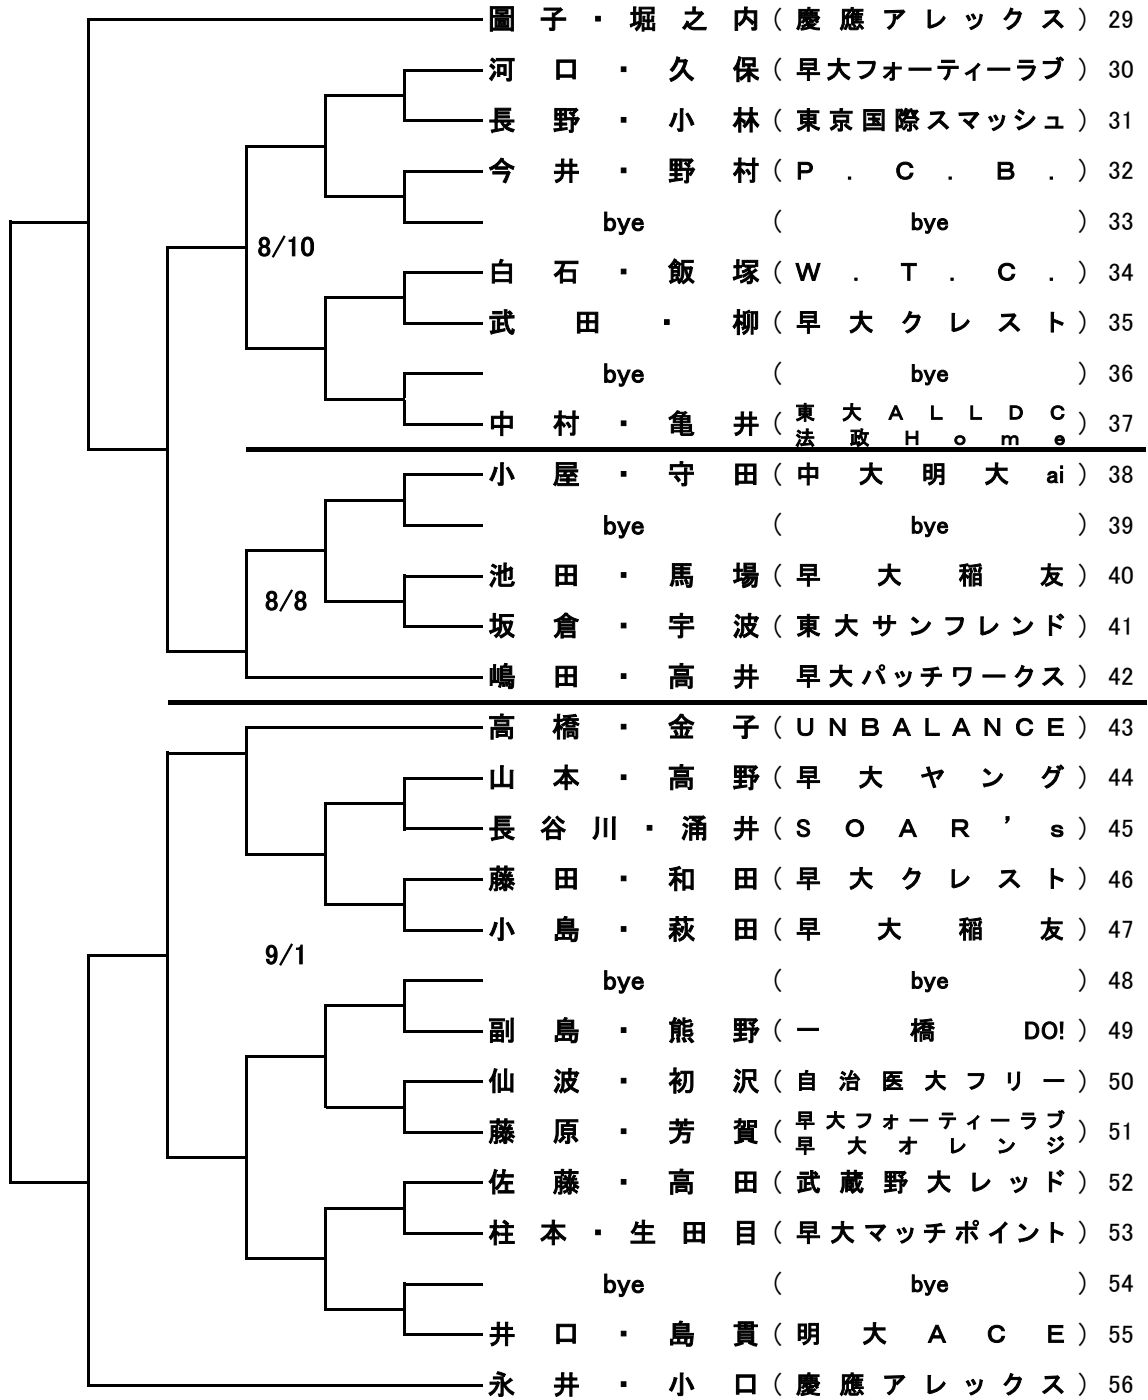 圖子・堀之内(慶應アレックス) 29
河口・久保(早大フォーティーラブ) 30
長野・小林(東京国際スマッシュ) 31
今井・野村(P.C.B.) 32
bye ( bye ) 33
8/10
白石・飯塚(W.T.C.) 34
武田・柳(早大クレスト) 35
bye ( bye ) 36
中村・亀井(東大ALLDC
法政Home) 37
小屋・守田(中大明大ai) 38
bye ( bye ) 39
池田・馬場(早大稲友) 40
8/8
坂倉・宇波(東大サンフレンド) 41
嶋田・高井 早大パッチワークス) 42
高橋・金子(UNBALANCE) 43
山本・高野(早大ヤング) 44
長谷川・涌井(SOAR's) 45
藤田・和田(早大クレスト) 46
小島・萩田(早大稲友) 47
9/1
bye ( bye ) 48
副島・熊野(一橋DO!) 49
仙波・初沢(自治医大フリー) 50
藤原・芳賀(早大フォーティーラブ
早大オレンジ) 51
佐藤・高田(武蔵野大レッド) 52
柱本・生田目(早大マッチポイント) 53
bye ( bye ) 54
井口・島貫(明大ACE) 55
永井・小口(慶應アレックス) 56